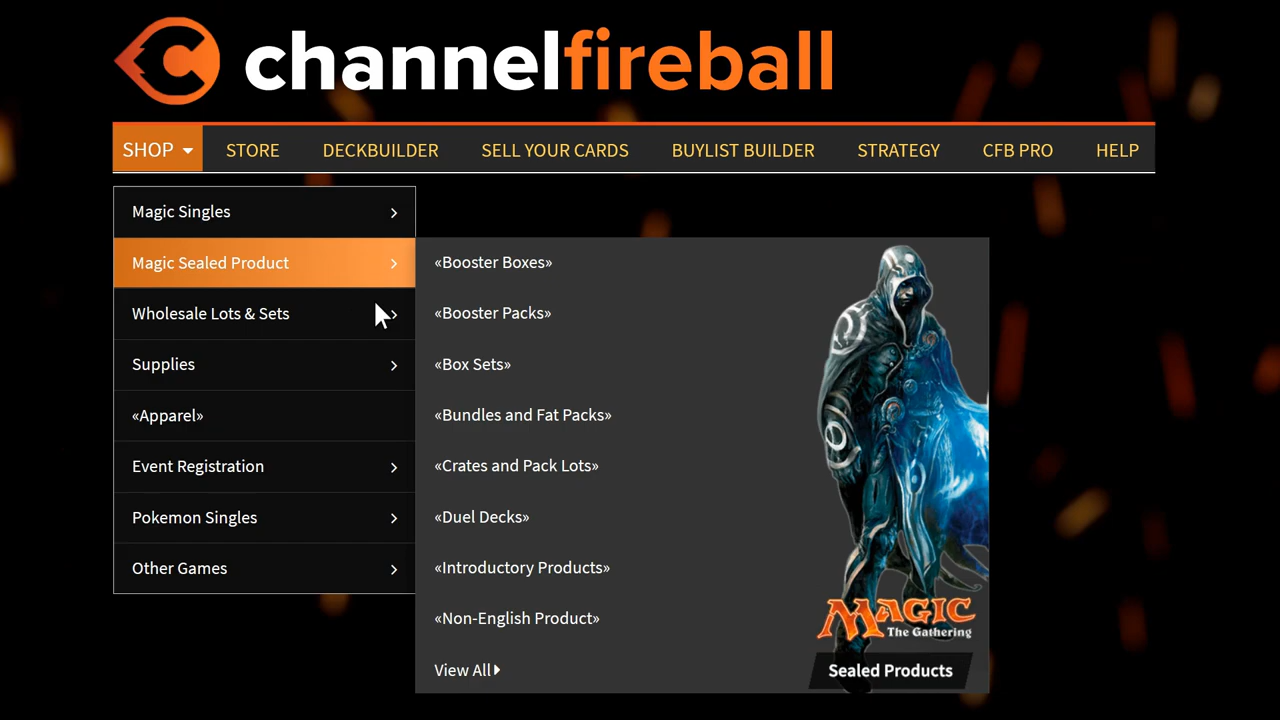 channelfireball
SHOP STORE DECKBUILDER SELL YOUR CARDS BUYLIST BUILDER STRATEGY CFB PRO HELP
Magic Singles
Magic Sealed Product
Wholesale Lots & Sets
Supplies
«Apparel»
Event Registration
Pokemon Singles
Other Games
«Booster Boxes»
«Booster Packs»
«Box Sets»
«Bundles and Fat Packs»
«Crates and Pack Lots»
«Duel Decks»
«Introductory Products»
«Non-English Product»
View All
MAGIC
The Gathering
Sealed Products